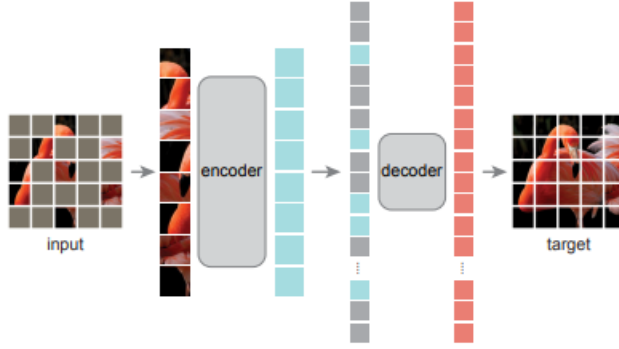 input
encoder
decoder
target